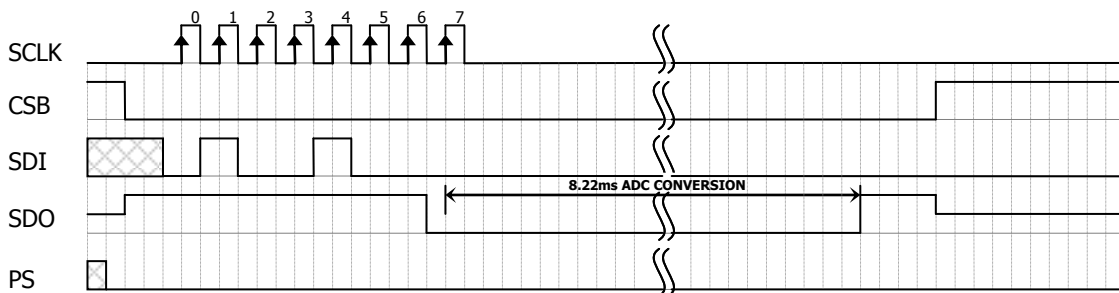 0 1 2 3 4 5 6 7
SCLK
CSB
SDI
8.22ms ADC CONVERSION
SDO
PS